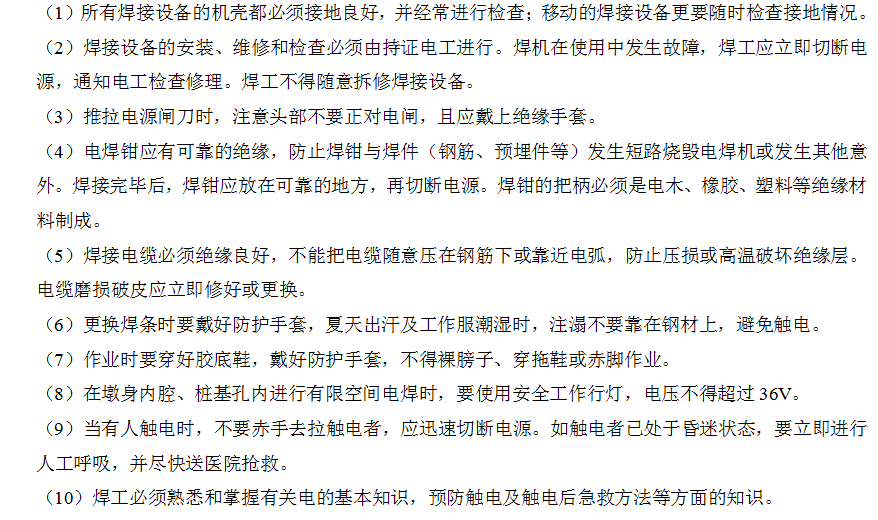 （1）所有焊接设备的机壳都必须接地良好，并经常进行检查；移动的焊接设备更要随时检查接地情况。
（2）焊接设备的安装、维修和检查必须由持证电工进行。焊机在使用中发生故障，焊工应立即切断电
源，通知电工检查修理。焊工不得随意拆修焊接设备。
（3）推拉电源闸刀时，注意头部不要正对电闸，且应戴上绝缘手套。
（4）电焊钳应有可靠的绝缘，防止焊钳与焊件（钢筋、预埋件等）发生短路烧毁电焊机或发生其他意
外。焊接完毕后，焊钳应放在可靠的地方，再切断电源。焊钳的把柄必须是电木、橡胶、塑料等绝缘材
料制成。
（5）焊接电缆必须绝缘良好，不能把电缆随意压在钢筋下或靠近电弧，防止压损或高温破坏绝缘层。
电缆磨损破皮应立即修好或更换。
（6）更换焊条时要戴好防护手套，夏天出汗及工作服潮湿时，注溺不要靠在钢材上，避免触电。
（7）作业时要穿好胶底鞋，戴好防护手套，不得裸膀子、穿拖鞋或赤脚作业。
（8）在墩身内腔、桩基孔内进行有限空间电焊时，要使用安全工作行灯，电压不得超过 36V。
（9）当有人触电时，不要赤手去拉触电者，应迅速切断电源。如触电者已处于昏迷状态，要立即进行
人工呼吸，并尽快送医院抢救。
（10）焊工必须熟悉和掌握有关电的基本知识，预防触电及触电后急救方法等方面的知识。